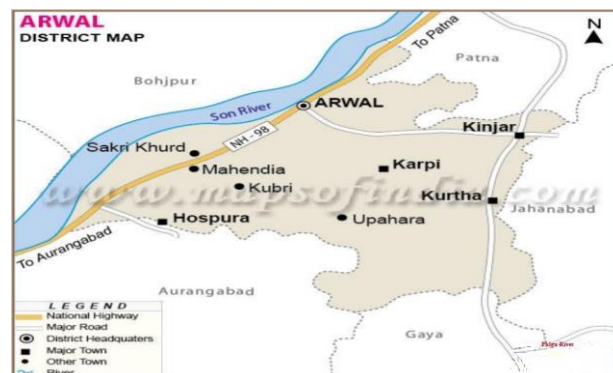 ARWAL
DISTRICT MAP
To Patna
Patna
N
Bohjpur
Son River
ARWAL
NH - 98
Kinjar
Sakri Khurd
Mahendia
Karpi
Kubri
www.mapsofindia.com
Kurtha
Jahanabad
Hospura
Upahara
To Aurangabad
Aurangabad
Gaya
LEGEND
National Highway
Major Road
District Headquaters
Major Town
Other Town
River